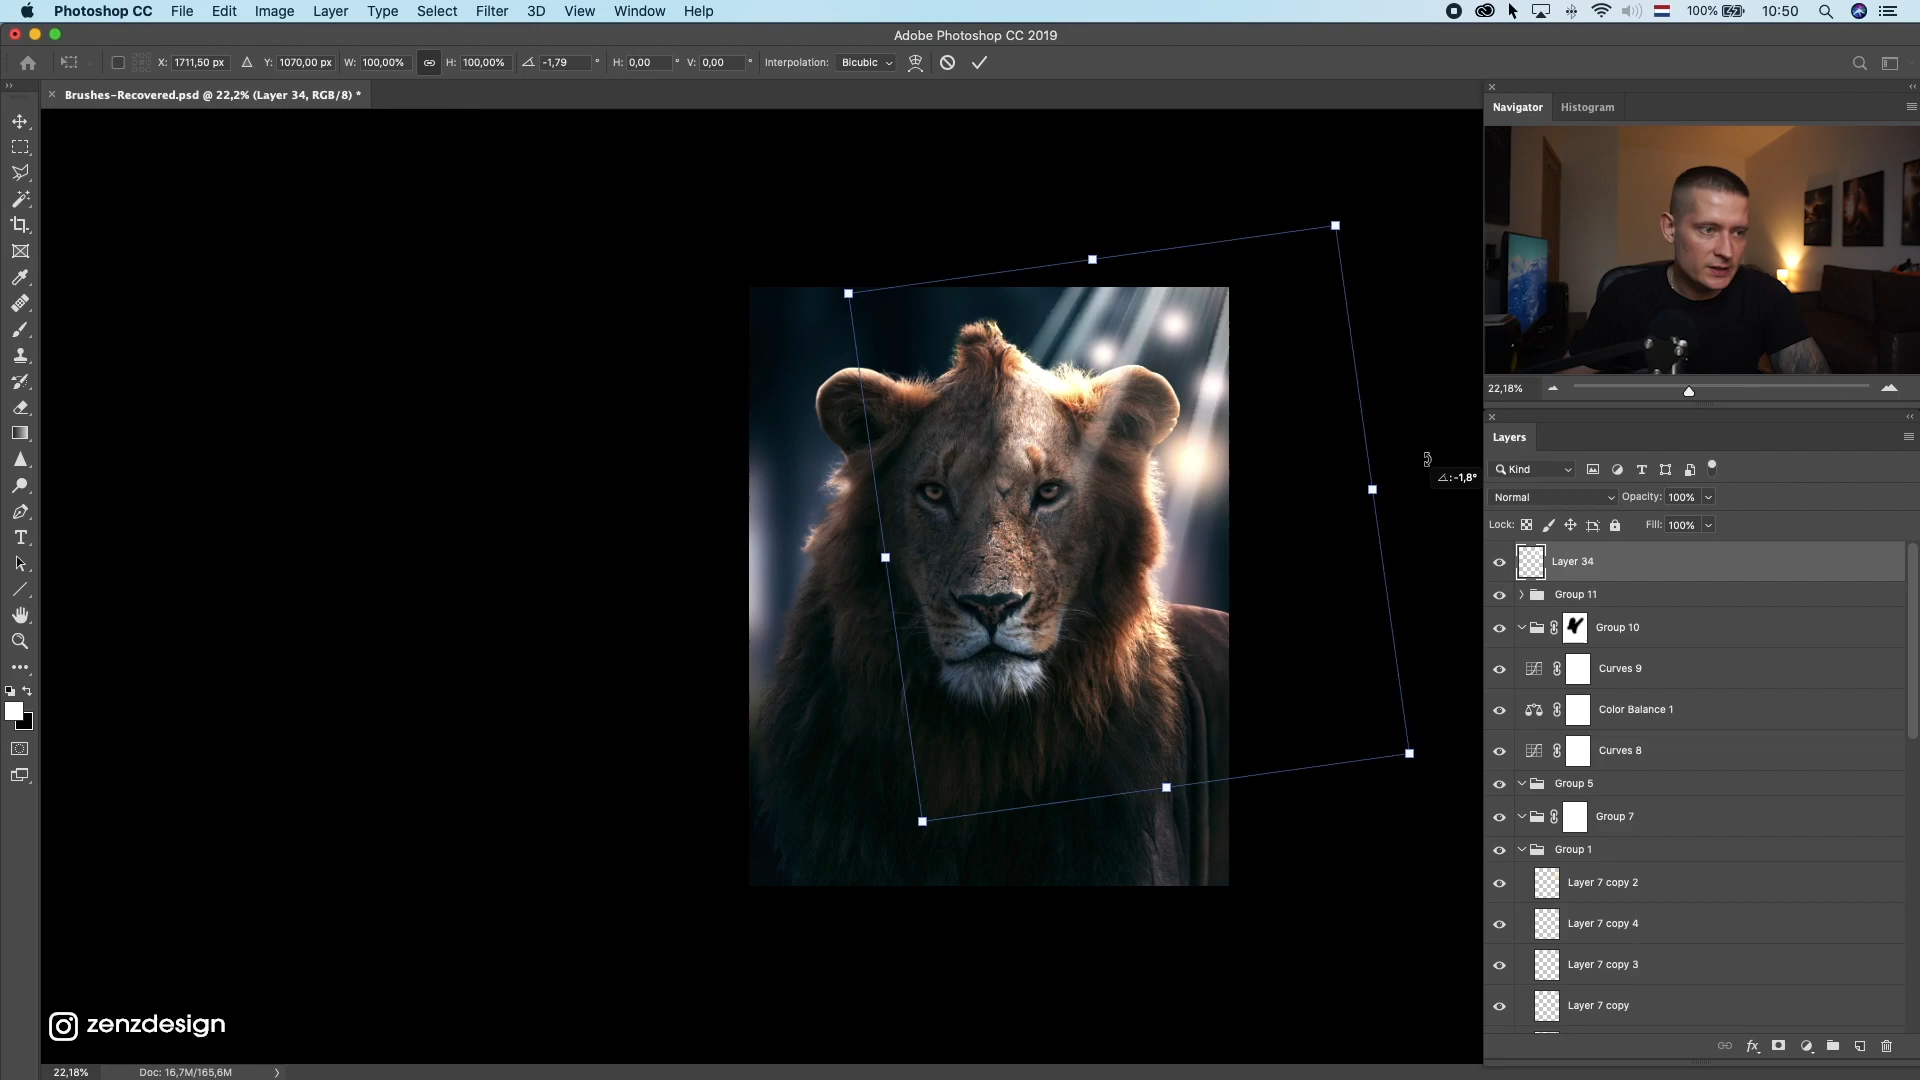 Photoshop CC File Edit Image Layer Type Select Filter 3D View Window Help 100% 10:50
Adobe Photoshop CC 2019
X: 1711,50 px Y: 1070,00 px W: 100,00% H: 100,00% -1,79 ° H: 0,00 ° V: 0,00 ° Interpolation: Bicubic
Brushes-Recovered.psd @ 22,2% (Layer 34, RGB/8) *
Navigator Histogram
22,18%
Layers
Kind
Normal Opacity: 100%
Lock: Fill: 100%
Layer 34
Group 11
Group 10
Curves 9
Color Balance 1
Curves 8
Group 5
Group 7
Group 1
Layer 7 copy 2
Layer 7 copy 4
Layer 7 copy 3
Layer 7 copy
-1,8°
zenzdesign
22,18% Doc: 16,7M/165,6M